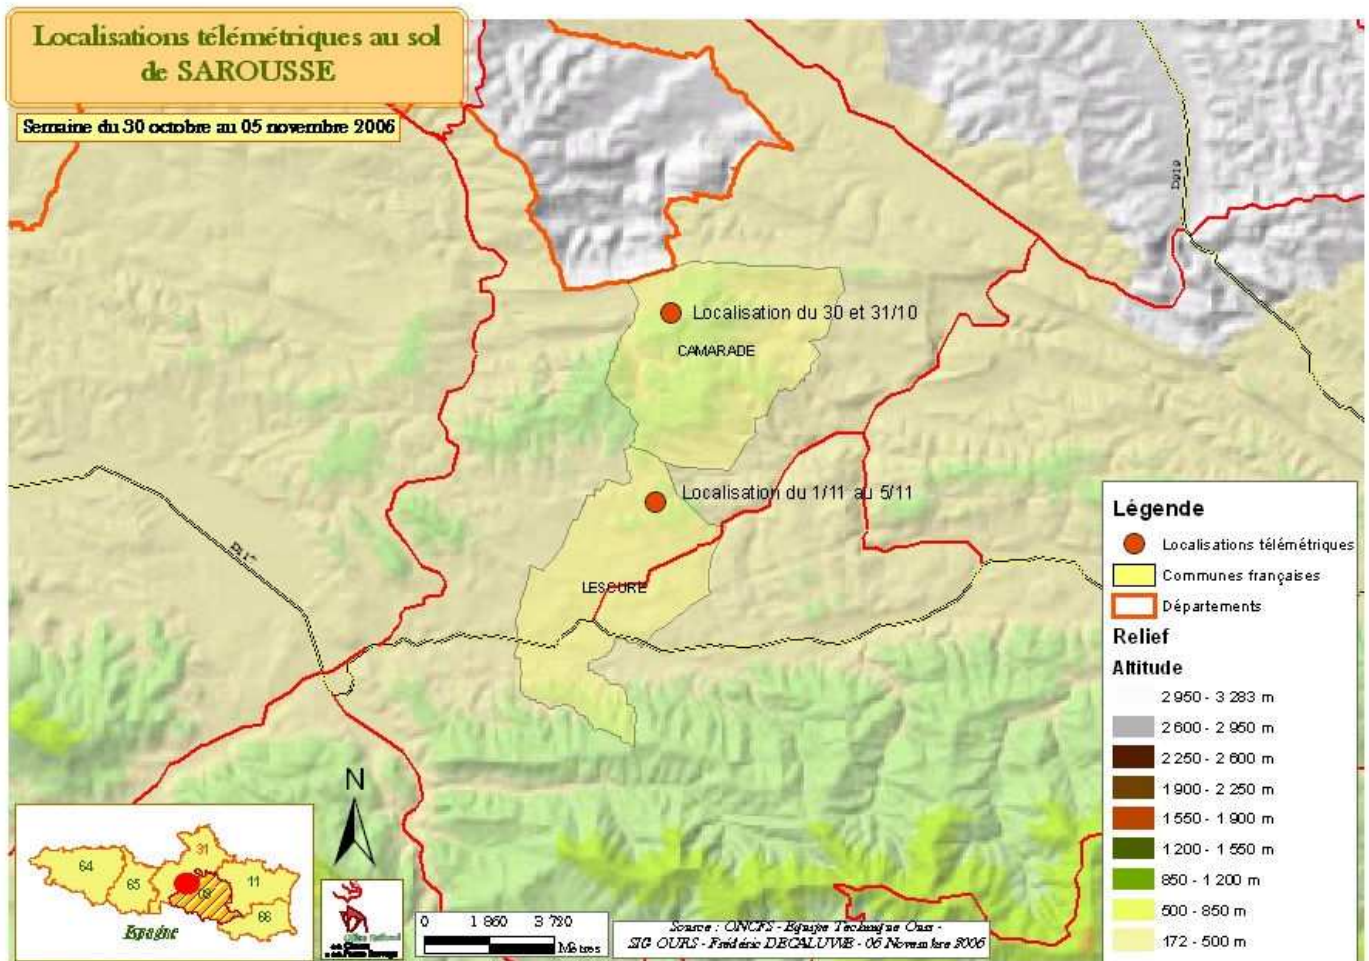 Localisations télémétriques au sol
de SAROUSSE
Semaine du 30 octobre au 05 novembre 2006
D919
Localisation du 30 et 31/10
CAMARADE
Localisation du 1/11 au 5/11
LESCURE
Légende
Localisations télémétriques
Communes françaises
Départements
Relief
Altitude
2 950 - 3 283 m
2 600 - 2 950 m
2 250 - 2 600 m
1 900 - 2 250 m
1 550 - 1 900 m
1 200 - 1 550 m
850 - 1 200 m
500 - 850 m
172 - 500 m
N
64
65
31
09
11
66
Espagne
0 1 860 3 720
Mètres
Source : ONCFS - Equipe Technique Ours -
SIG OURS - Frédéric DECALUWE - 06 Novembre 2006